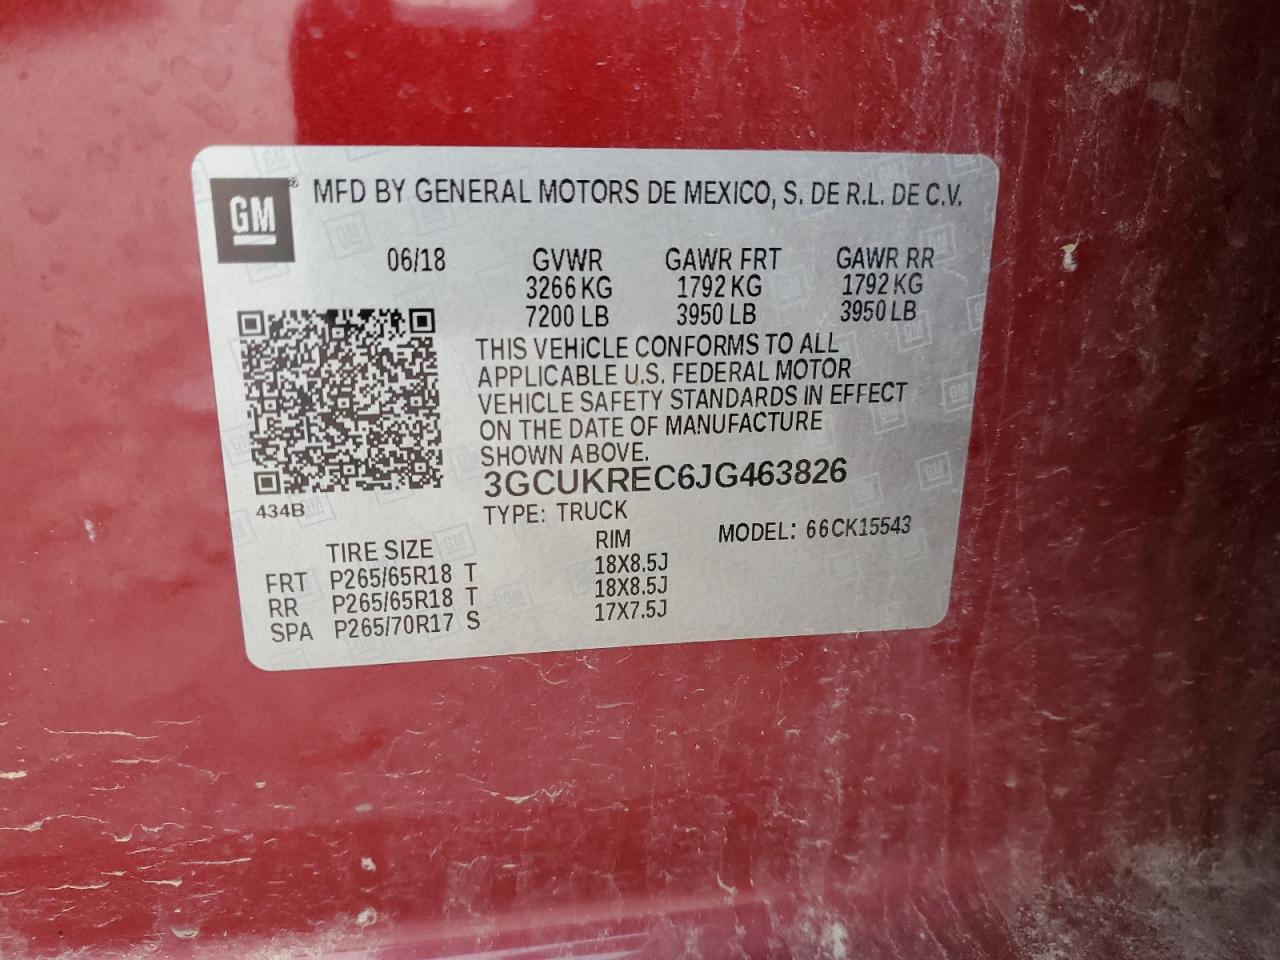 GM® MFD BY GENERAL MOTORS DE MEXICO, S. DE R.L. DE C.V.
06/18 GVWR GAWR FRT GAWR RR
3266 KG 1792 KG 1792 KG
7200 LB 3950 LB 3950 LB
THIS VEHICLE CONFORMS TO ALL
APPLICABLE U.S. FEDERAL MOTOR
VEHICLE SAFETY STANDARDS IN EFFECT
ON THE DATE OF MANUFACTURE
SHOWN ABOVE.
3GCUKREC6JG463826
434B TYPE: TRUCK
TIRE SIZE RIM MODEL: 66CK15543
FRT P265/65R18 T 18X8.5J
RR P265/65R18 T 18X8.5J
SPA P265/70R17 S 17X7.5J